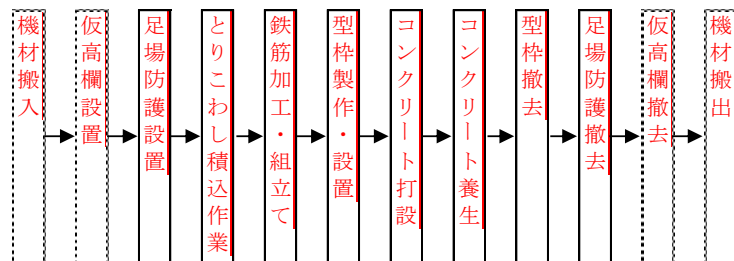 機材搬入
仮高欄設置
足場防護設置
とりこわし積込作業
鉄筋加工・組立て
型枠製作・設置
コンクリート打設
コンクリート養生
型枠撤去
足場防護撤去
仮高欄撤去
機材搬出